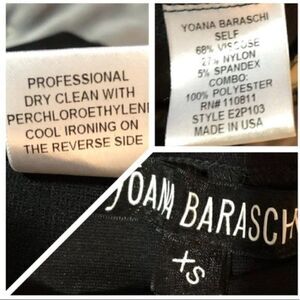 PROFESSIONAL
DRY CLEAN WITH
PERCHLOROETHYLEN
COOL IRONING ON
THE REVERSE SIDE
YOANA BARASCHI
SELF
68% VISCOSE
27% NYLON
5% SPANDEX
COMBO:
100% POLYESTER
RN# 110811
STYLE E2P103
MADE IN USA
YOANA BARASCH
XS